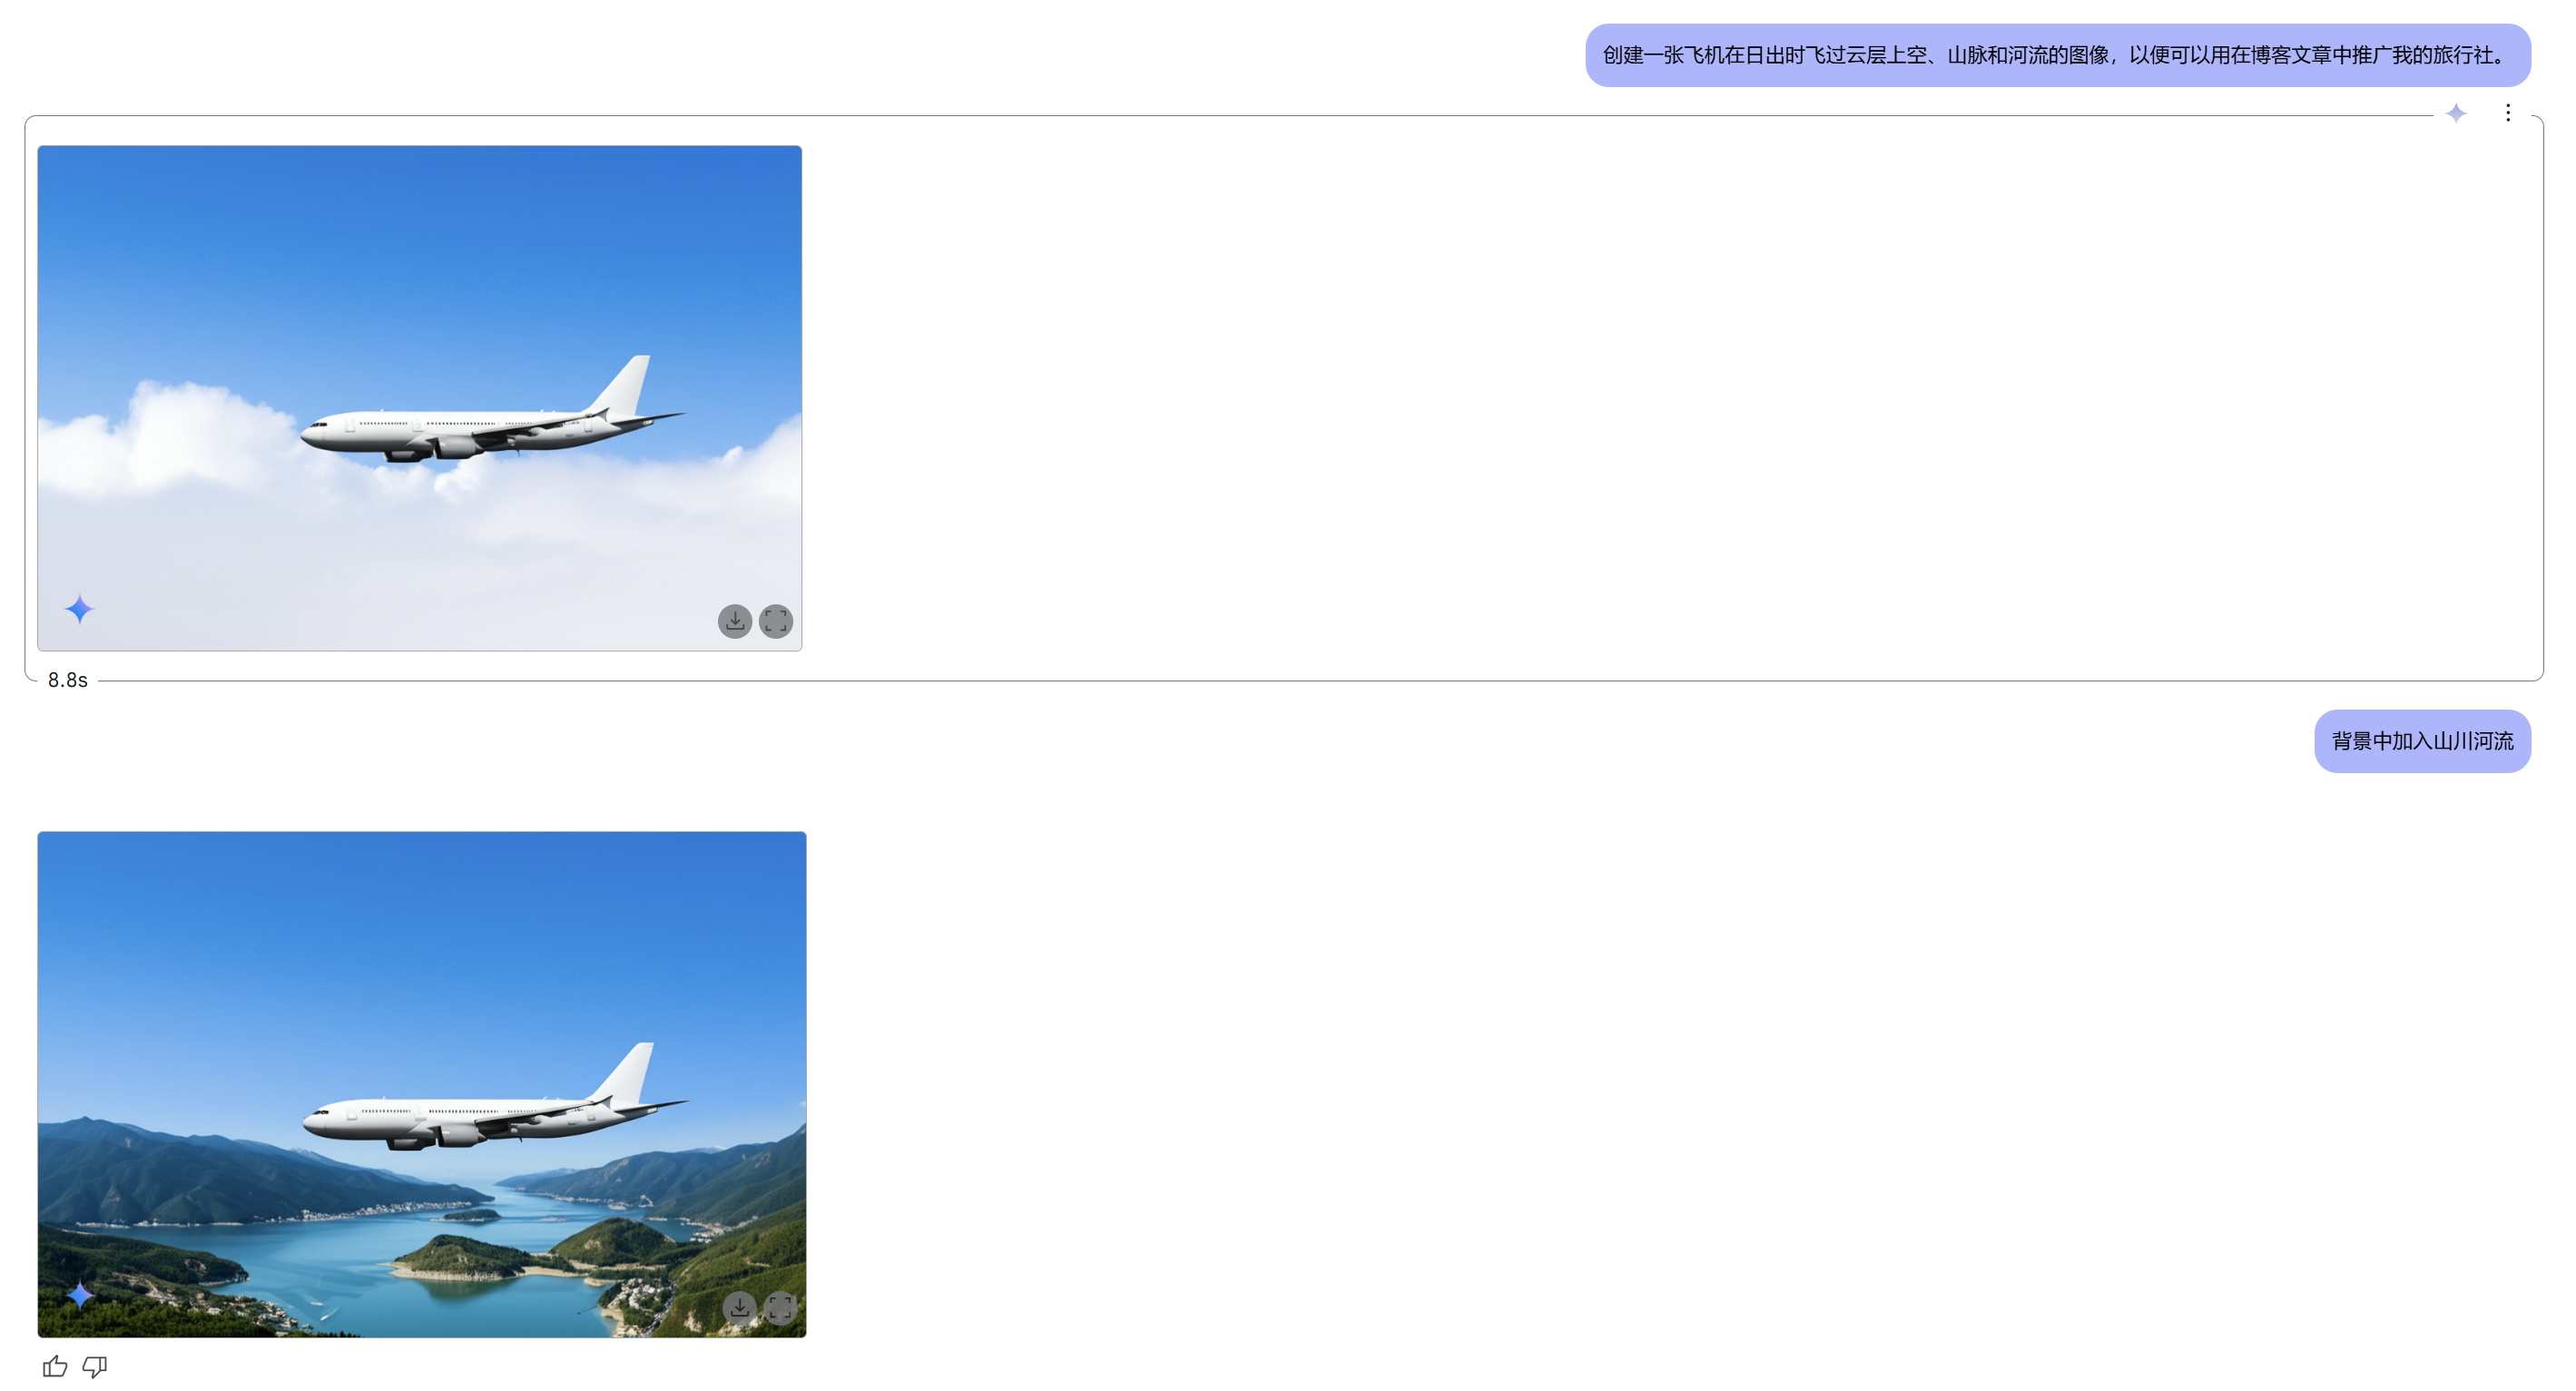 创建一张飞机在日出时飞过云层上空、山脉和河流的图像，以便可以用在博客文章中推广我的旅行社。
8.8s
背景中加入山川河流